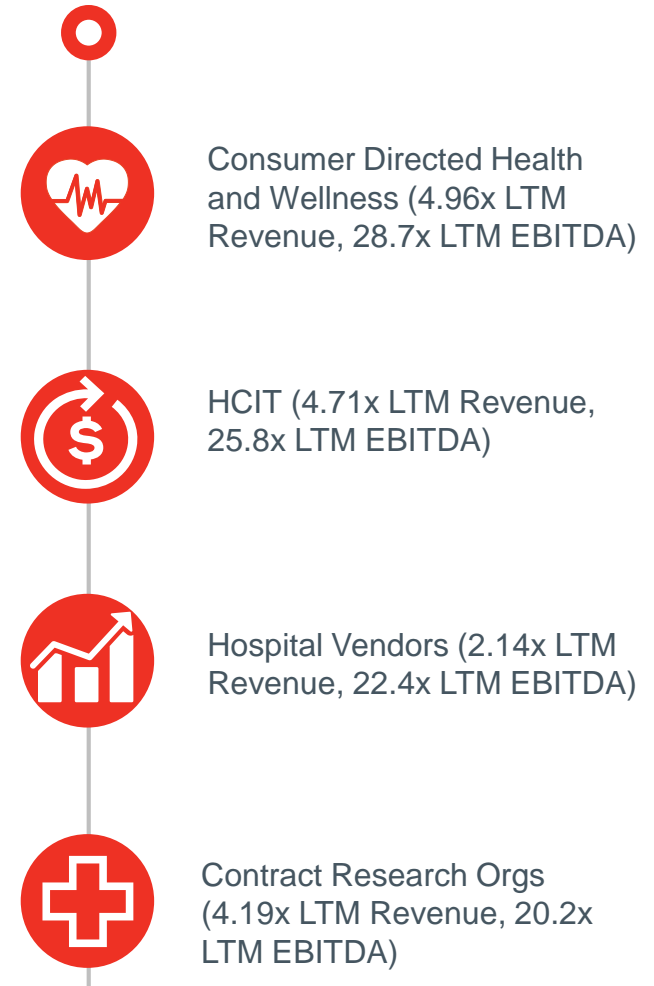 Consumer Directed Health
and Wellness (4.96x LTM
Revenue, 28.7x LTM EBITDA)
$
HCIT (4.71x LTM Revenue,
25.8x LTM EBITDA)
Hospital Vendors (2.14x LTM
Revenue, 22.4x LTM EBITDA)
Contract Research Orgs
(4.19x LTM Revenue, 20.2x
LTM EBITDA)